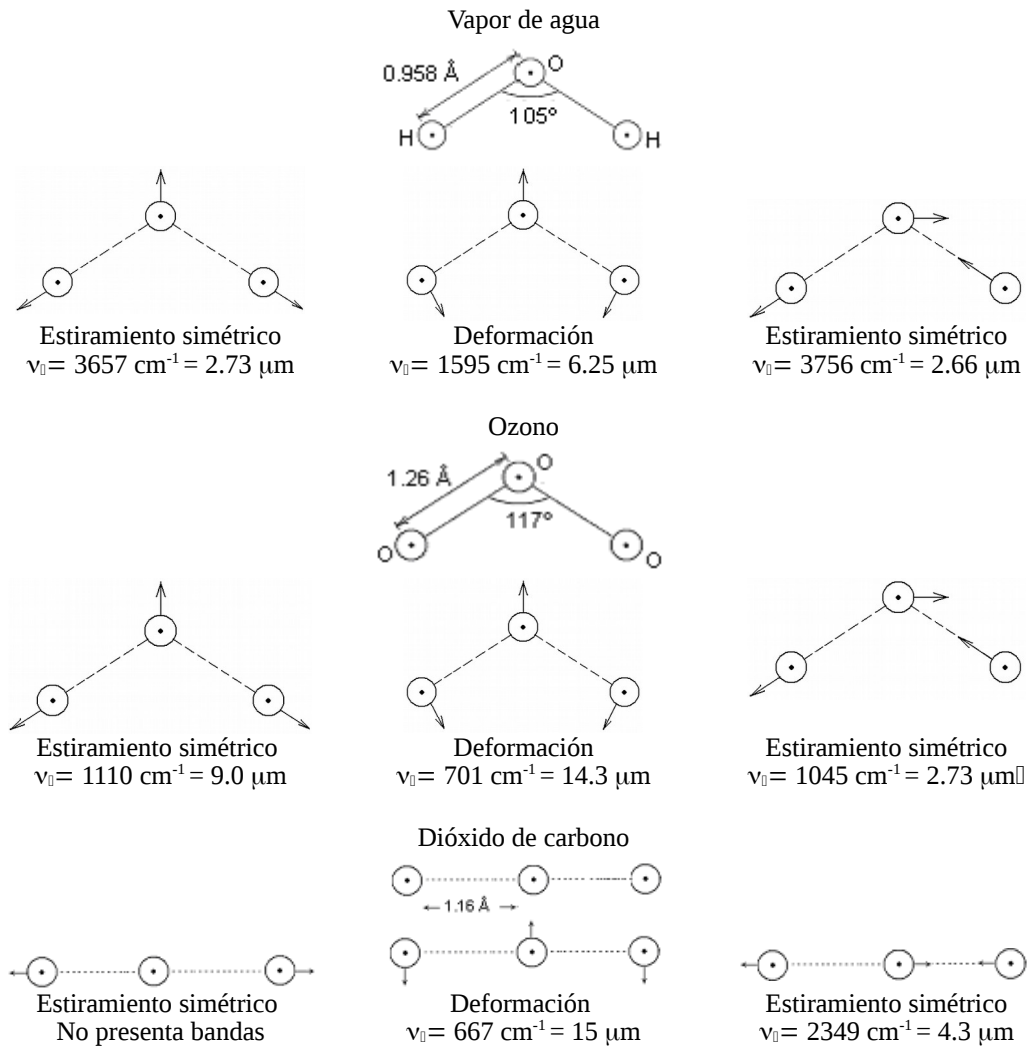 Vapor de agua
0.958 Å
O
105º
H
H
Estiramiento simétrico
ν▯= 3657 cm⁻¹ = 2.73 μm
Deformación
ν▯= 1595 cm⁻¹ = 6.25 μm
Estiramiento simétrico
ν▯= 3756 cm⁻¹ = 2.66 μm
Ozono
1.26 Å
O
117º
O
O
Estiramiento simétrico
ν▯= 1110 cm⁻¹ = 9.0 μm
Deformación
ν▯= 701 cm⁻¹ = 14.3 μm
Estiramiento simétrico
ν▯= 1045 cm⁻¹ = 2.73 μm▯
Dióxido de carbono
1.16 Å
Estiramiento simétrico
No presenta bandas
Deformación
ν▯= 667 cm⁻¹ = 15 μm
Estiramiento simétrico
ν▯= 2349 cm⁻¹ = 4.3 μm